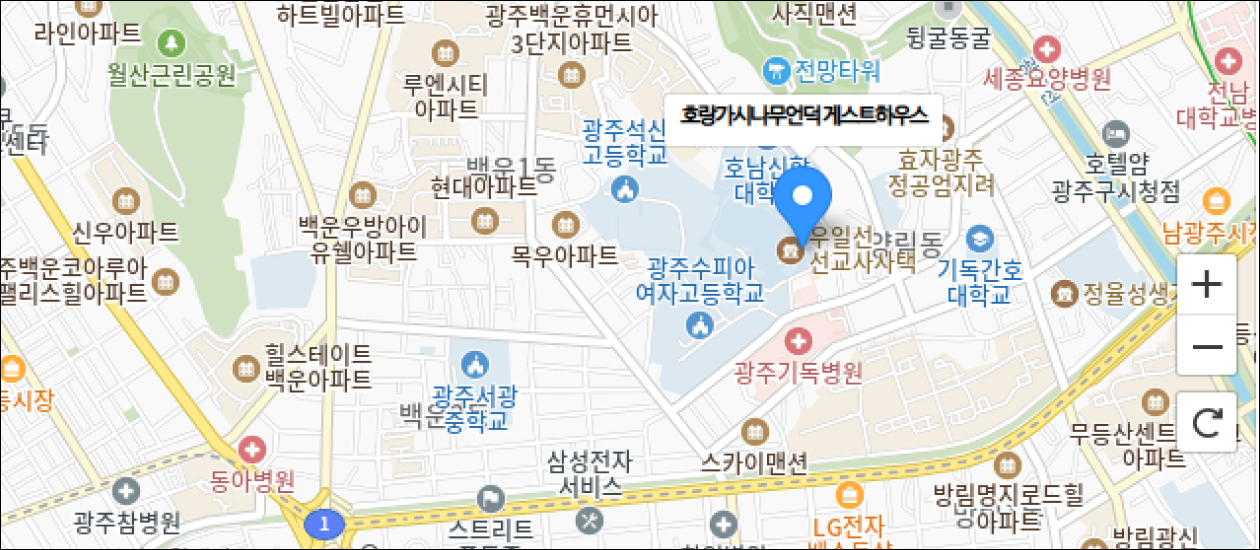 라인아파트
하트빌아파트
광주백운휴먼시아
3단지아파트
사직맨션
뒹굴동굴
월산근린공원
루엔시티
아파트
전망타워
세종요양병원
전남
대학교병
호랑가시나무언덕 게스트하우스
센터
광주석산
고등학교
백운1동
현대아파트
호남신학
대학
효자광주
정공엄지려
호텔얌
광주구시청점
신우아파트
백운우방아이
유쉘아파트
목우아파트
우일선
선교사사택
양림동
기독간호
대학교
남광주시장
주백운코아루아
팰리스힐아파트
광주수피아
여자고등학교
정율성생가
+
−
힐스테이트
백운아파트
광주기독병원
동시장
광주서광
중학교
백운2동
무등산센트
아파트
동아병원
삼성전자
서비스
스카이맨션
광주참병원
1
스트리트
방림명지로드힐
아파트
LG전자
베스트샵
방림광신